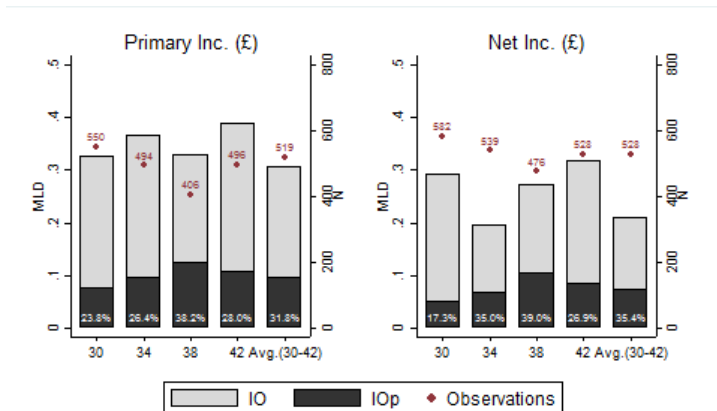 Primary Inc. (£) Net Inc. (£)
.5 800 .5 800
.4 600 .4 600
550 494 406 496 519 582 539 476 528 528
.3 .3
MLD 400 N MLD 400 N
.2 .2
.1 200 .1 200
23.8% 26.4% 38.2% 28.0% 31.8% 17.3% 35.0% 39.0% 26.9% 35.4%
0 0 0 0
30 34 38 42 Avg.(30-42) 30 34 38 42 Avg.(30-42)
IO IOp Observations